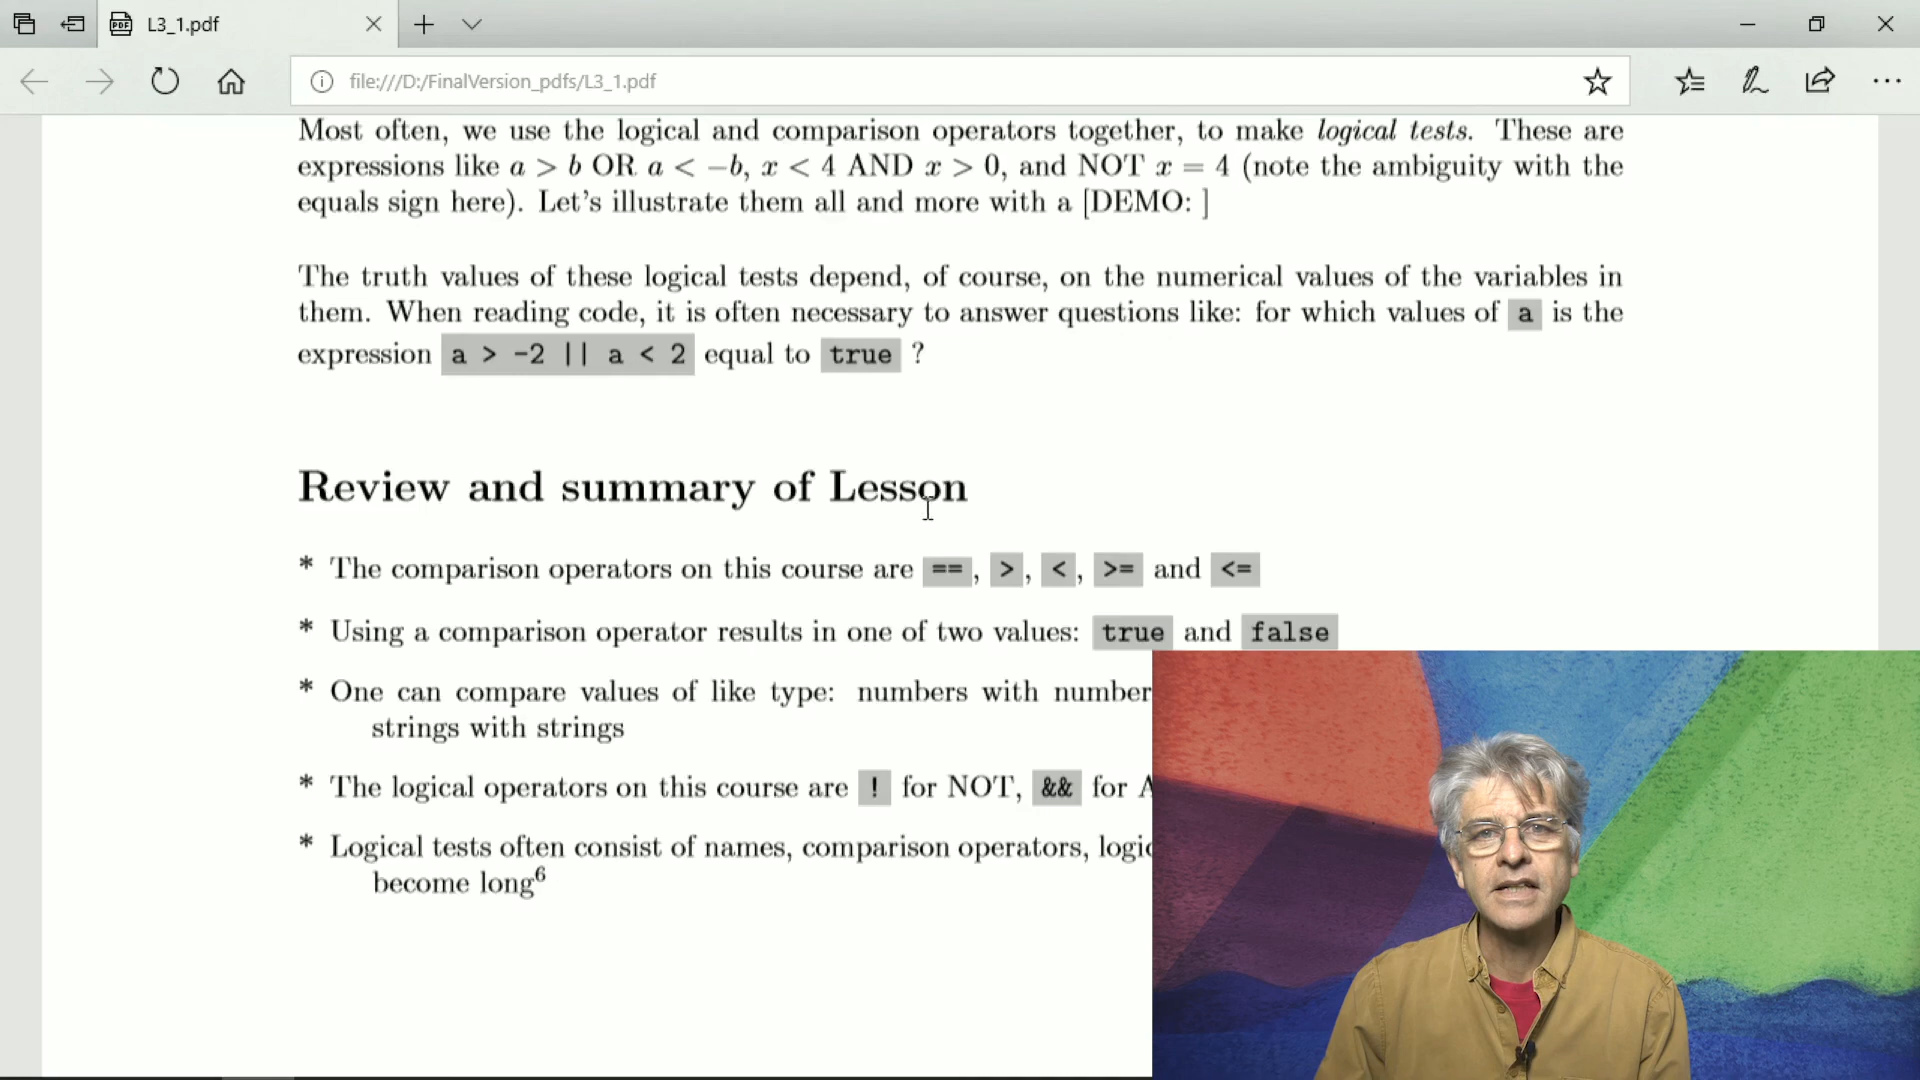 L3_1.pdf
file:///D:/FinalVersion_pdfs/L3_1.pdf
Most often, we use the logical and comparison operators together, to make logical tests. These are
expressions like a > b OR a < −b, x < 4 AND x > 0, and NOT x = 4 (note the ambiguity with the
equals sign here). Let's illustrate them all and more with a [DEMO: ]
The truth values of these logical tests depend, of course, on the numerical values of the variables in
them. When reading code, it is often necessary to answer questions like: for which values of a is the
expression a > -2 || a < 2 equal to true ?
Review and summary of Lesson
* The comparison operators on this course are ==, >, <, >= and <=
* Using a comparison operator results in one of two values: true and false
* One can compare values of like type: numbers with number
strings with strings
* The logical operators on this course are ! for NOT, && for A
* Logical tests often consist of names, comparison operators, logic
become long6